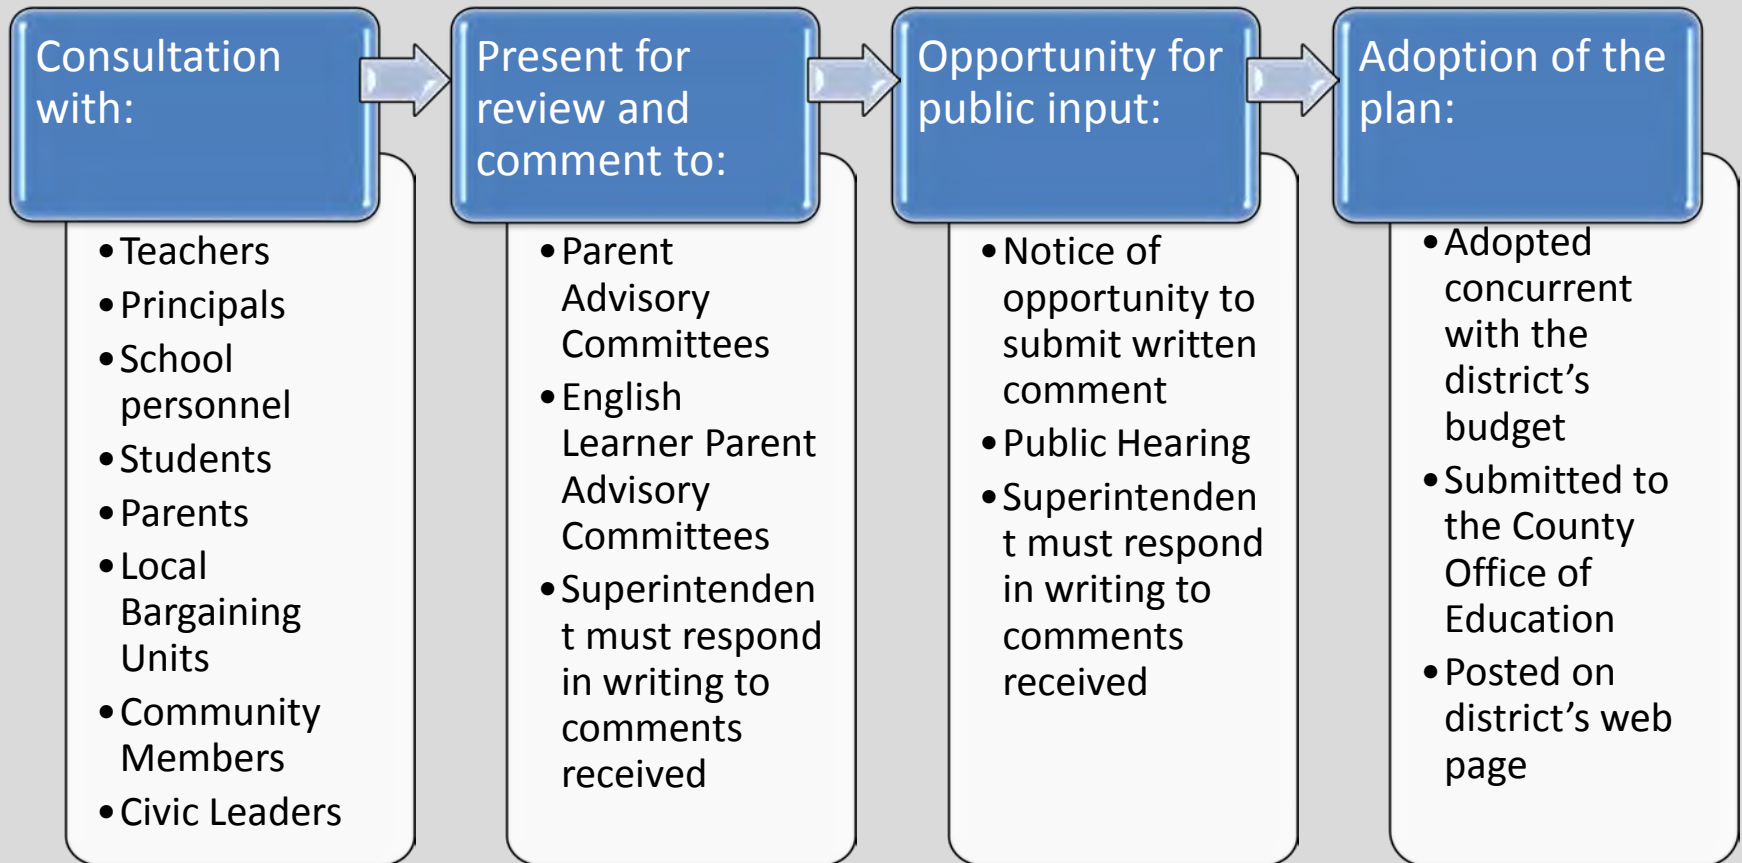 Consultation
with:
• Teachers
• Principals
• School
personnel
• Students
• Parents
• Local
Bargaining
Units
• Community
Members
• Civic Leaders
Present for
review and
comment to:
• Parent
Advisory
Committees
• English
Learner Parent
Advisory
Committees
• Superintenden
t must respond
in writing to
comments
received
Opportunity for
public input:
• Notice of
opportunity to
submit written
comment
• Public Hearing
• Superintenden
t must respond
in writing to
comments
received
Adoption of the
plan:
• Adopted
concurrent
with the
district’s
budget
• Submitted to
the County
Office of
Education
• Posted on
district’s web
page